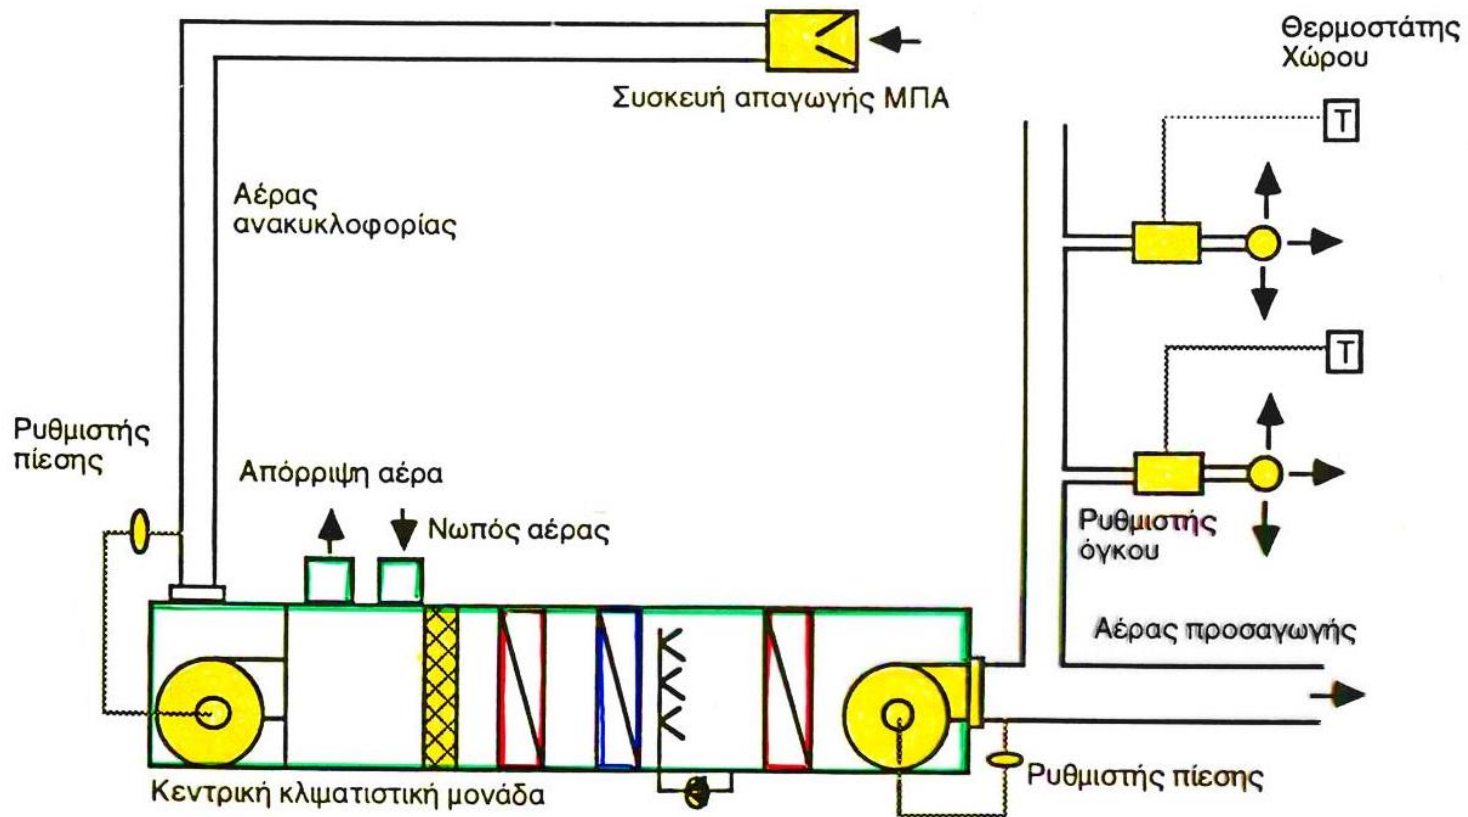 Θερμοστάτης
Χώρου
Συσκευή απαγωγής ΜΠΑ
T
Αέρας
ανακυκλοφορίας
T
Ρυθμιστής
πίεσης
Απόρριψη αέρα
Νωπός αέρας
Ρυθμιστής
όγκου
Αέρας προσαγωγής
Ρυθμιστής πίεσης
Κεντρική κλιματιστική μονάδα